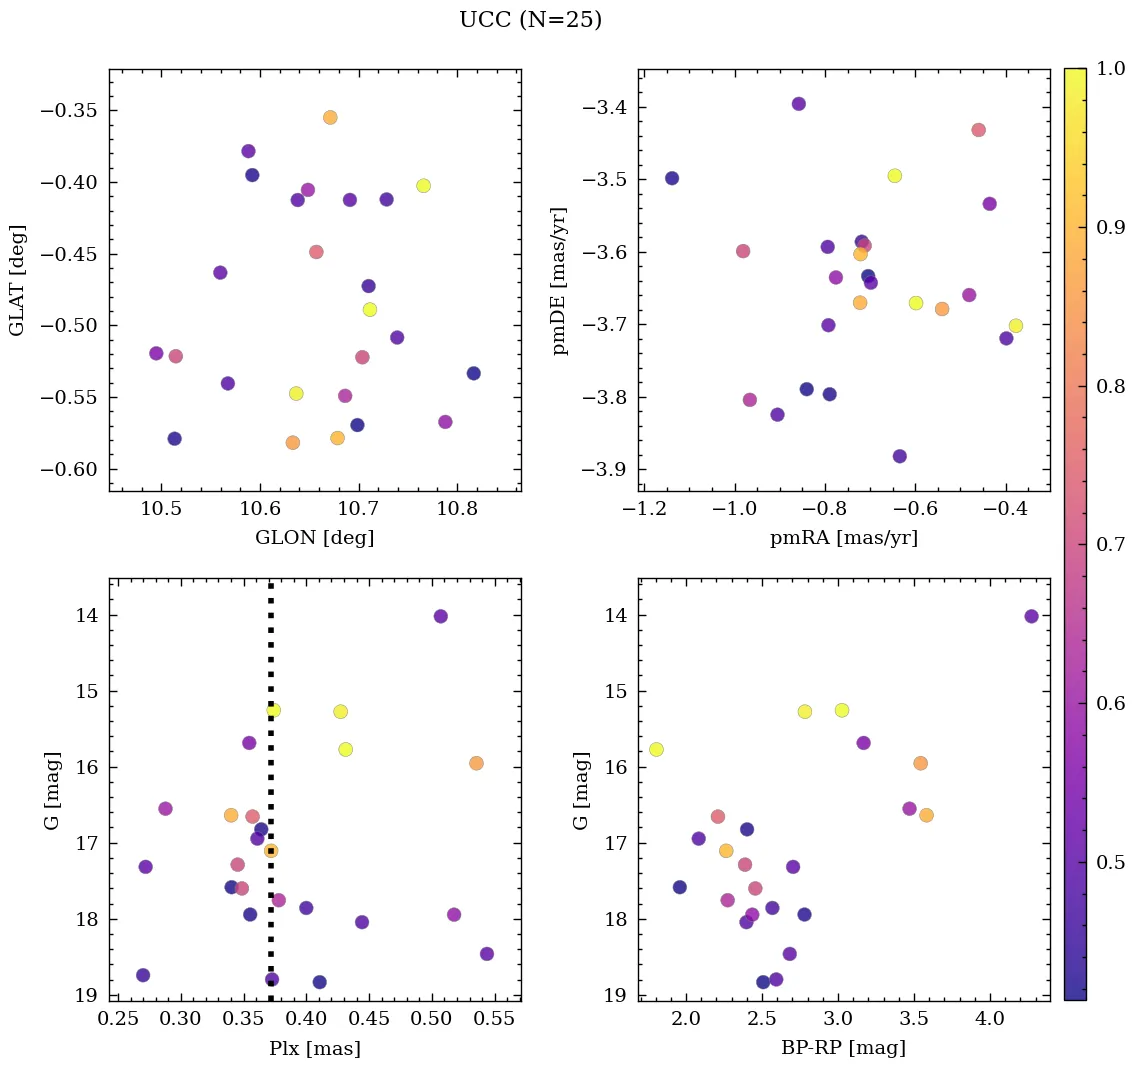 UCC (N=25)
−0.35
−0.40
−0.45
−0.50
−0.55
−0.60
GLAT [deg]
10.5 10.6 10.7 10.8
GLON [deg]
−3.4
−3.5
−3.6
−3.7
−3.8
−3.9
pmDE [mas/yr]
−1.2 −1.0 −0.8 −0.6 −0.4
pmRA [mas/yr]
14
15
16
17
18
19
G [mag]
0.25 0.30 0.35 0.40 0.45 0.50 0.55
Plx [mas]
14
15
16
17
18
19
G [mag]
2.0 2.5 3.0 3.5 4.0
BP-RP [mag]
1.0
0.9
0.8
0.7
0.6
0.5